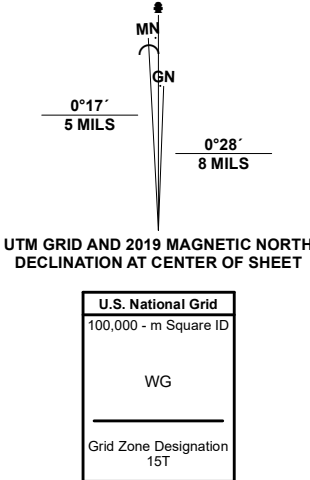 MN
GN
0°17´
5 MILS
0°28´
8 MILS
UTM GRID AND 2019 MAGNETIC NORTH
DECLINATION AT CENTER OF SHEET
U.S. National Grid
100,000 - m Square ID
WG
Grid Zone Designation
15T